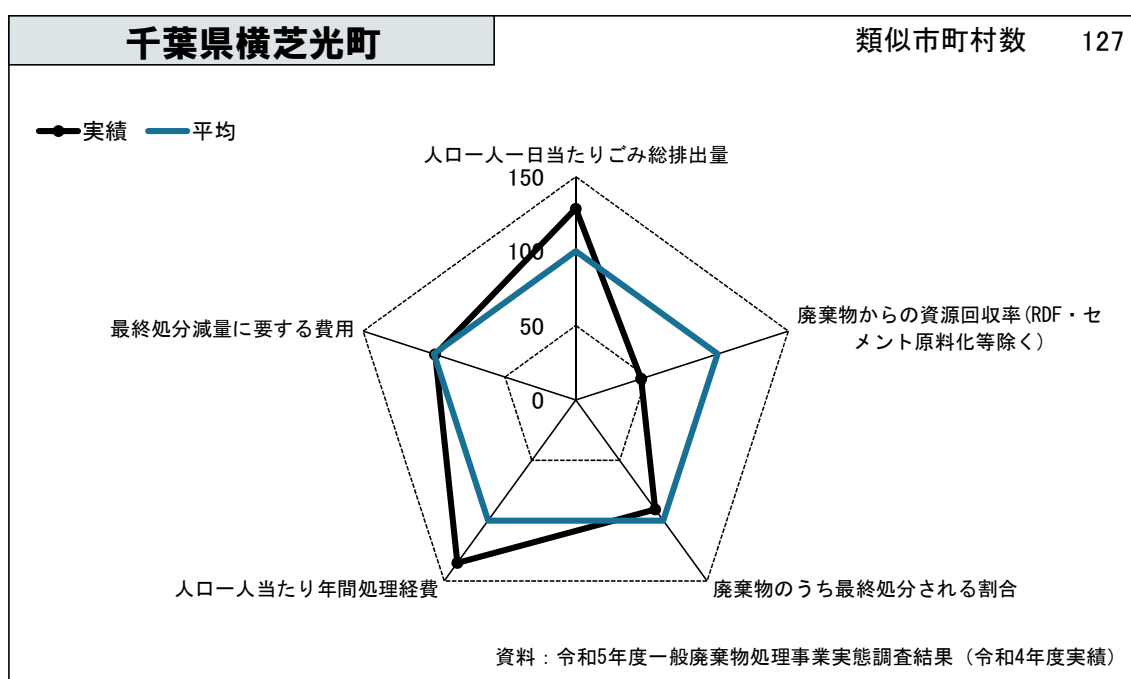 千葉県横芝光町
類似市町村数 127
実績 平均
人口一人一日当たりごみ総排出量
150
100
50
0
廃棄物からの資源回収率(RDF・セ
メント原料化等除く)
最終処分減量に要する費用
人口一人当たり年間処理経費
廃棄物のうち最終処分される割合
資料：令和5年度一般廃棄物処理事業実態調査結果（令和4年度実績）